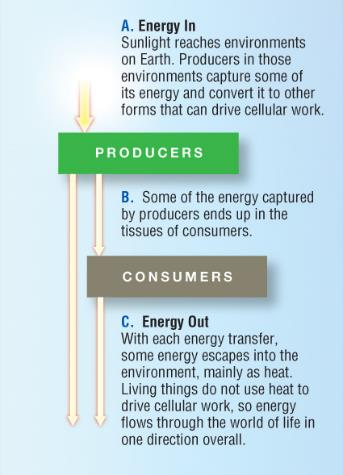 A. Energy In
Sunlight reaches environments
on Earth. Producers in those
environments capture some of
its energy and convert it to other
forms that can drive cellular work.
PRODUCERS
B. Some of the energy captured
by producers ends up in the
tissues of consumers.
CONSUMERS
C. Energy Out
With each energy transfer,
some energy escapes into the
environment, mainly as heat.
Living things do not use heat to
drive cellular work, so energy
flows through the world of life in
one direction overall.